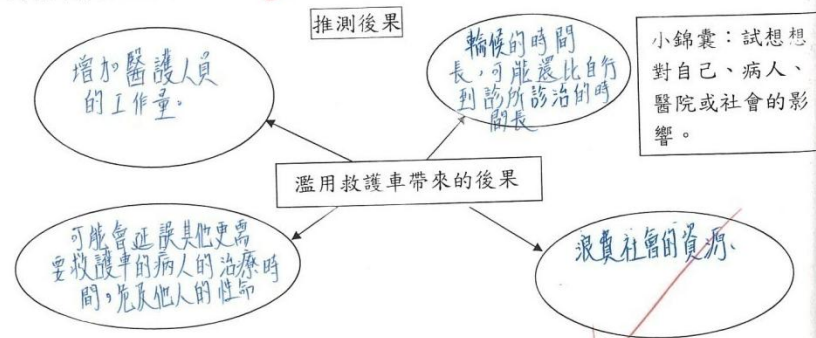 推測後果
增加醫護人員
的工作量。
輪候的時間
長，可能還比自行
到診所診治的時
間長
小錦囊：試想想
對自己、病人、
醫院或社會的影
響。
濫用救護車帶來的後果
可能會延誤其他更需
要救護車的病人的治療時
間，危及他人的性命
浪費社會的資源、